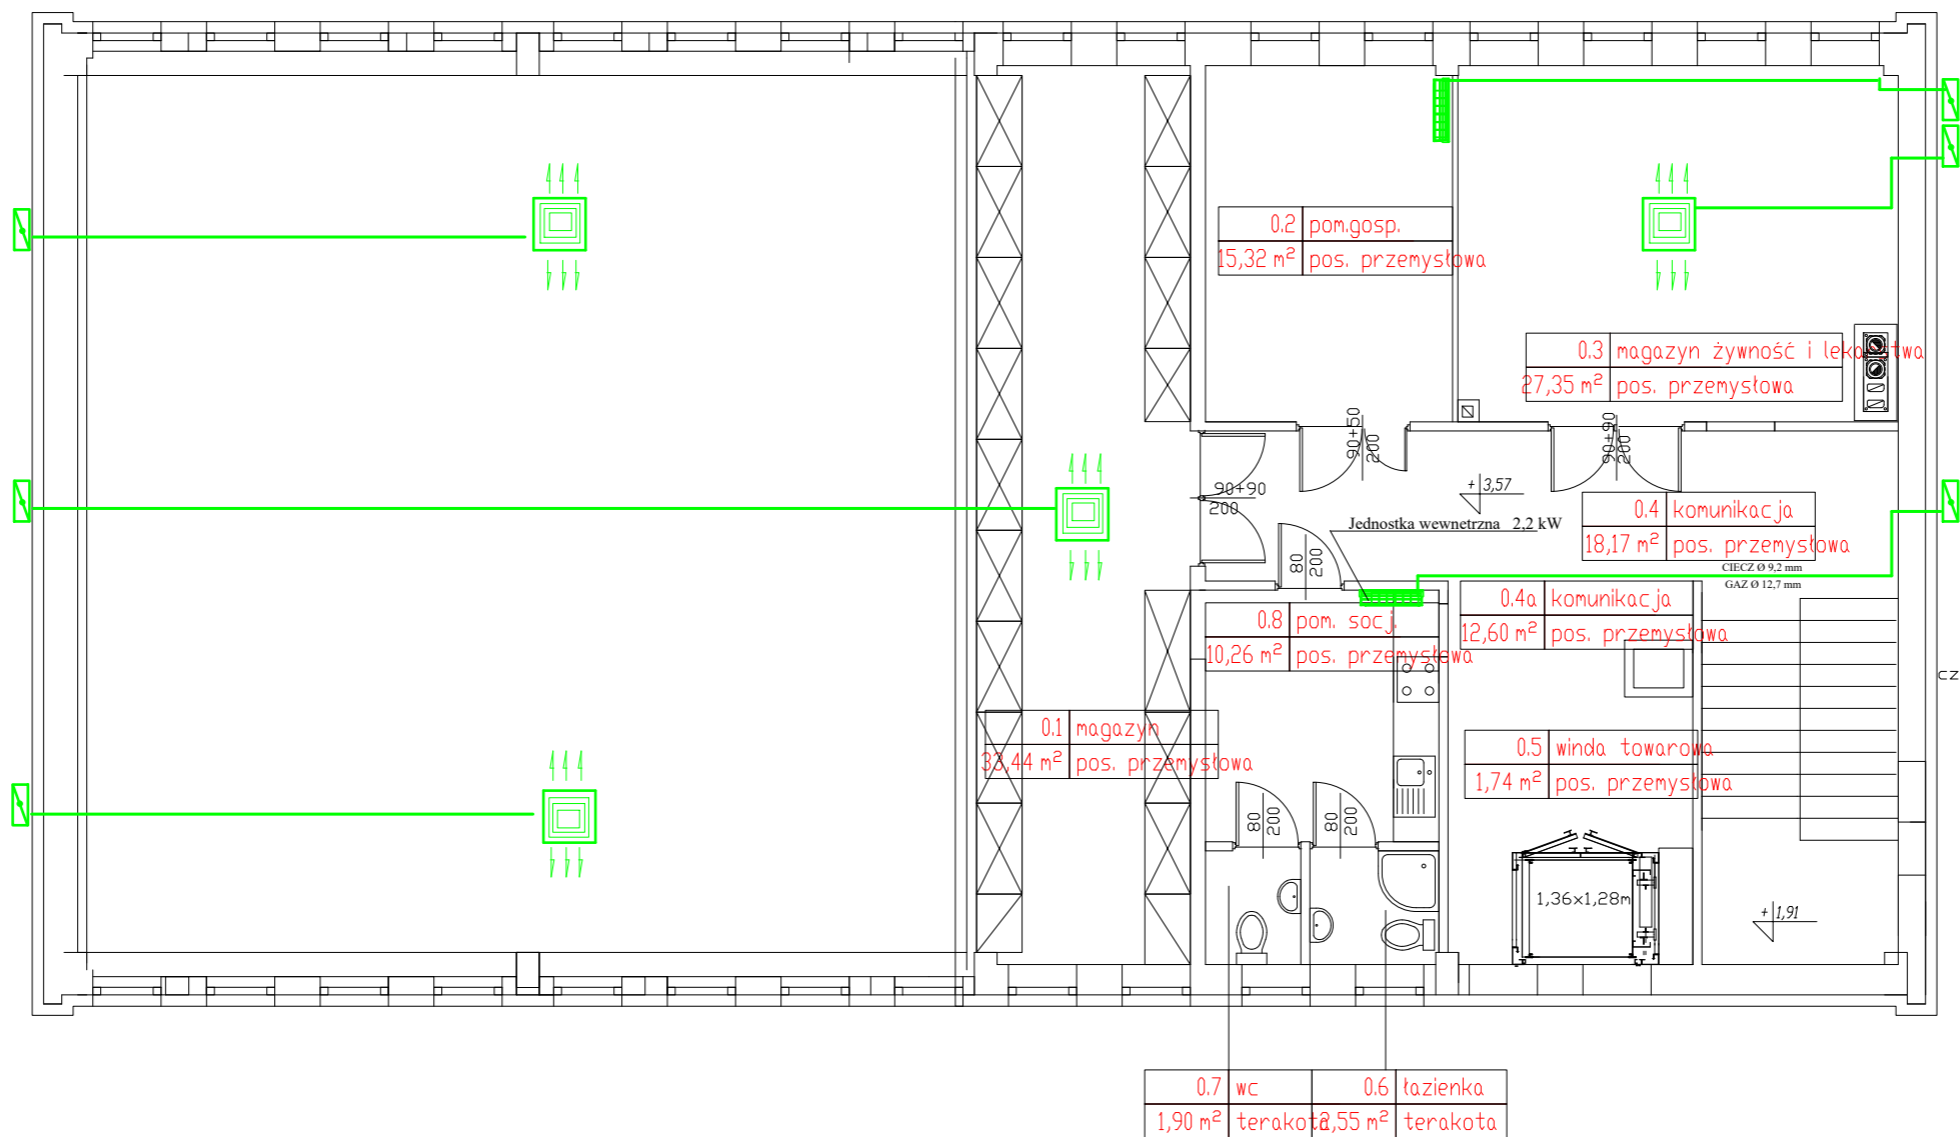 0.2 pom.gosp.
15,32 m² pos. przemysłowa
0.3 magazyn żywność i leka
twa
27,35 m² pos. przemysłowa
90+50
200
90+90
200
+ 3,57
90+90
200
0.4 komunikacja
18,17 m² pos. przemysłowa
Jednostka wewnetrzna 2,2 kW
80
200
CIECZ Ø 9,2 mm
GAZ Ø 12,7 mm
0.4a komunikacja
12,60 m² pos. przemysłowa
0.8 pom. socj.
10,26 m² pos. przemysłowa
CZ
0.1 magazyn
33,44 m² pos. przemysłowa
0.5 winda towarowa
1,74 m² pos. przemysłowa
80
200
80
200
1,36x1,28m
+ 1,91
0.7 wc
1,90 m² terakota
0.6 łazienka
,55 m² terakota